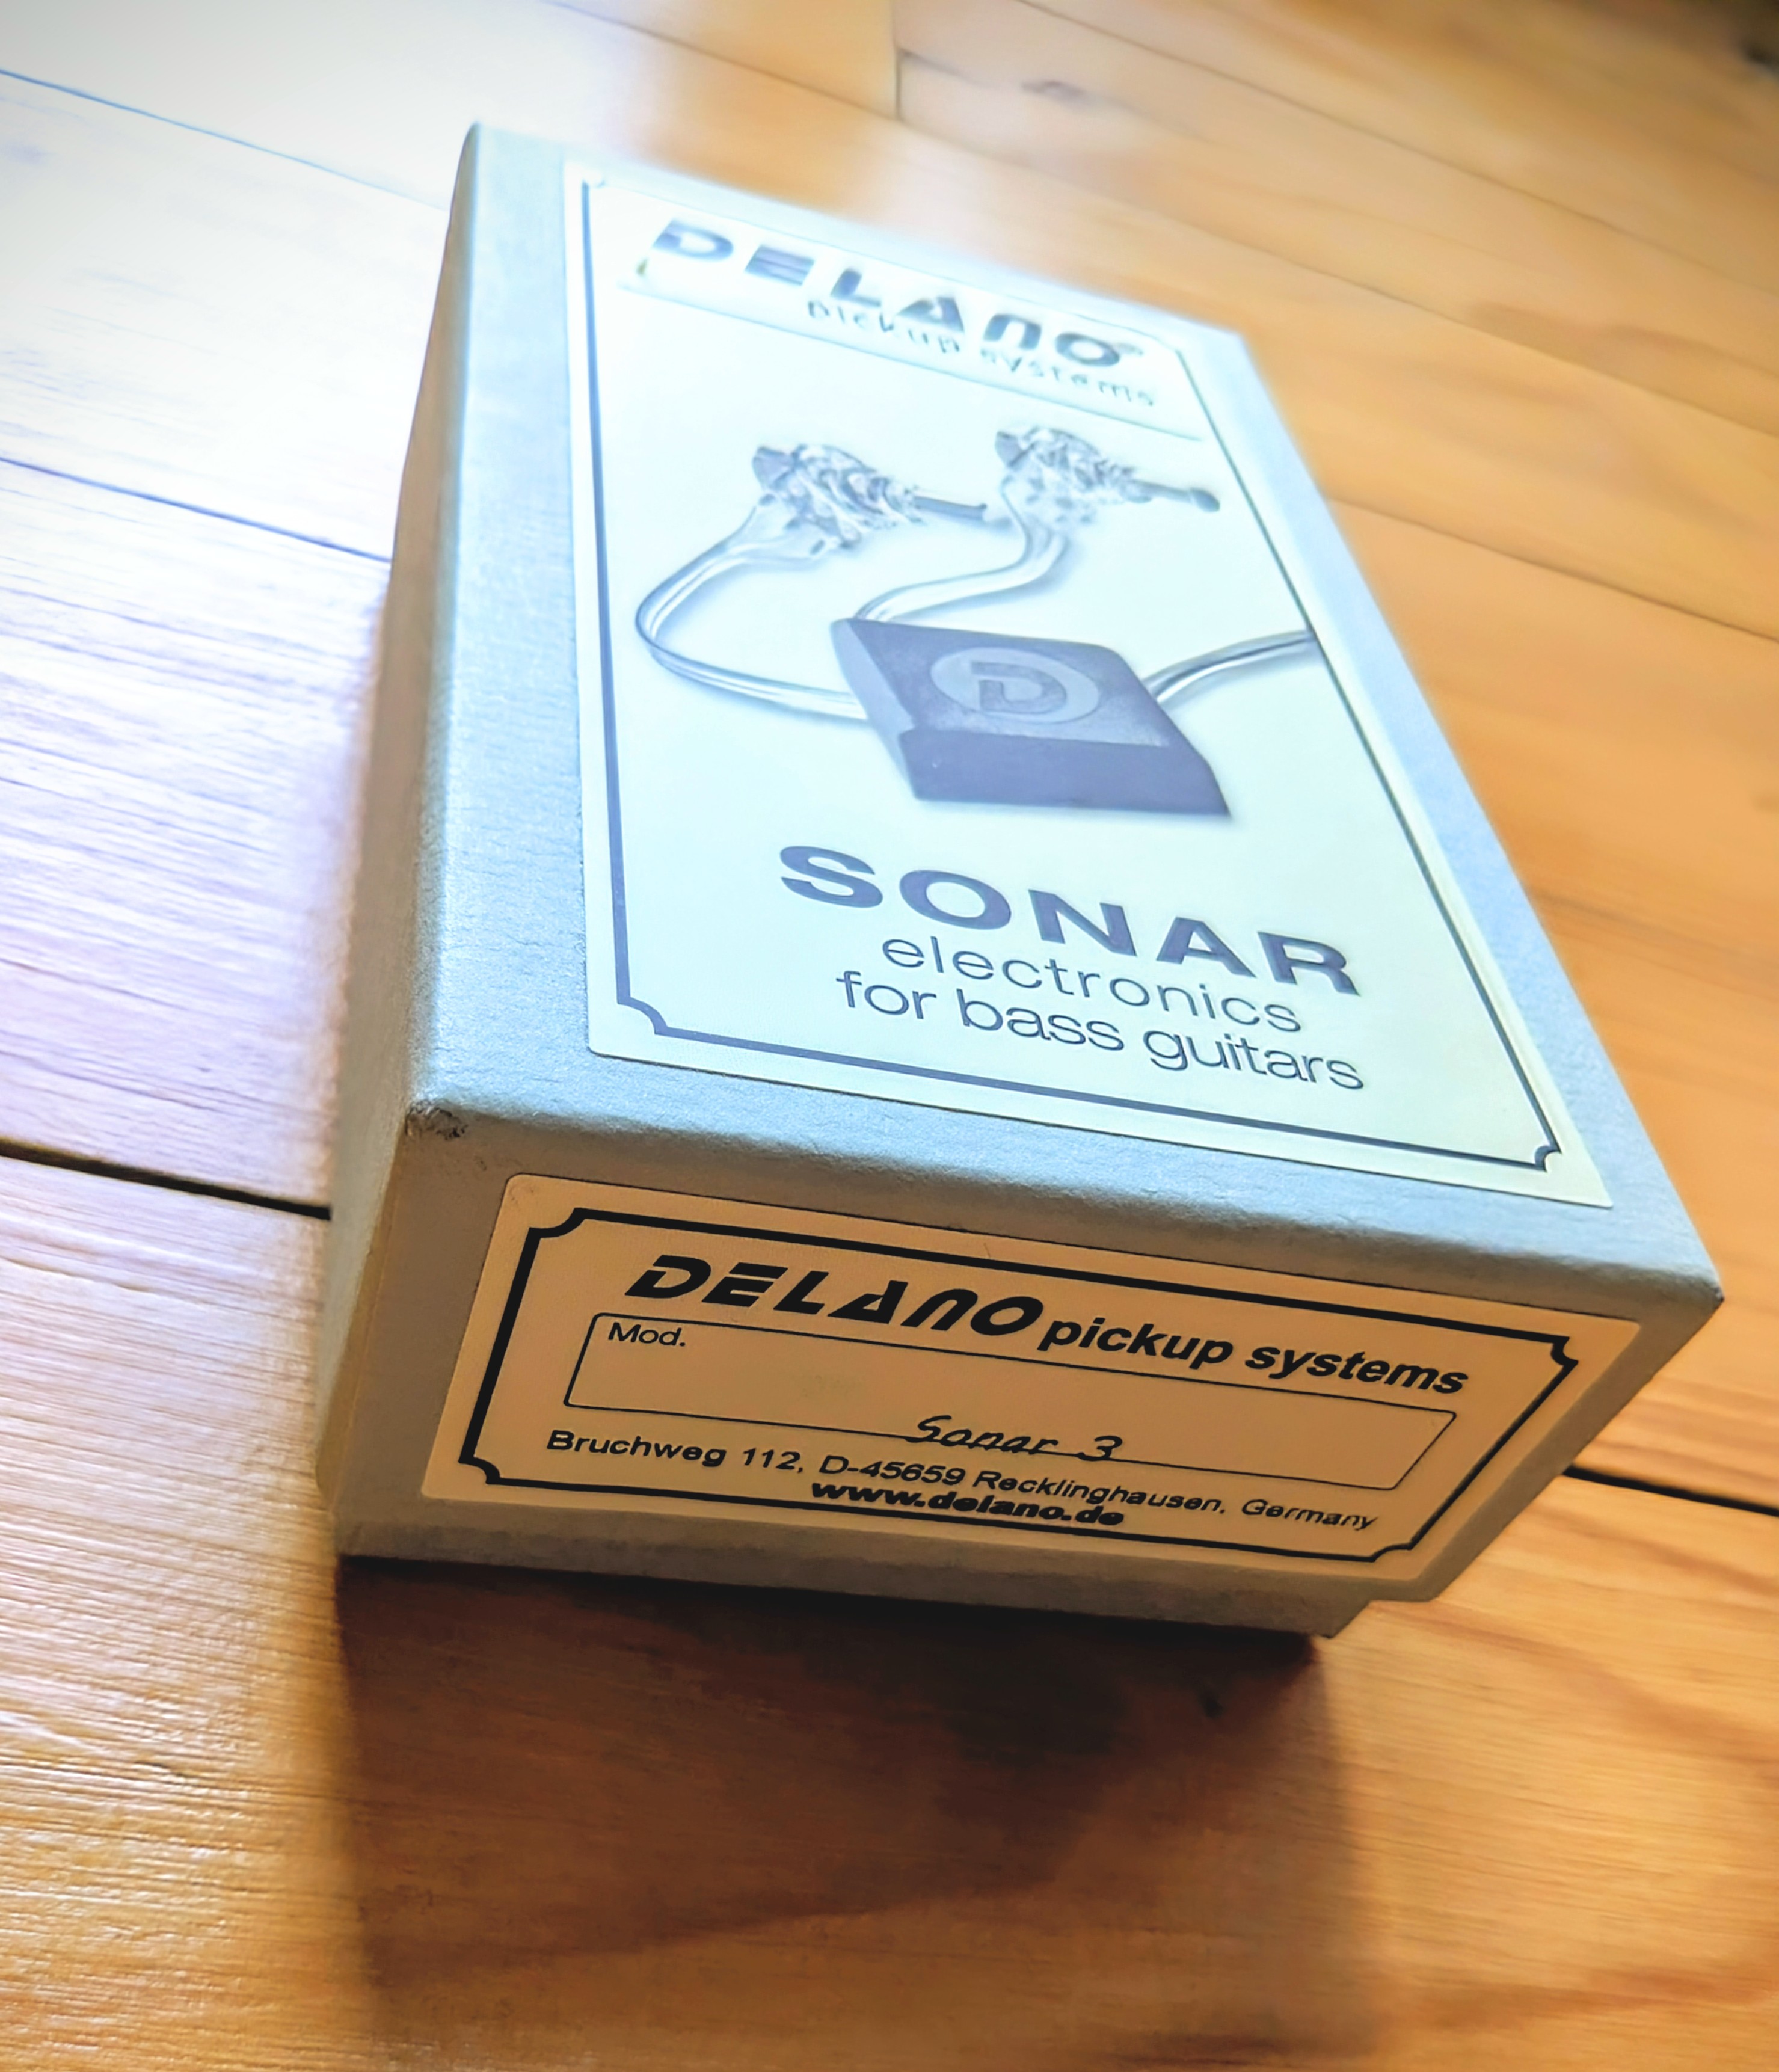 DELANO®
pickup systems
D
SONAR
electronics
for bass guitars
DELANO pickup systems
Mod.
Sonar 3
Bruchweg 112, D-45659 Recklinghausen, Germany
www.delano.de